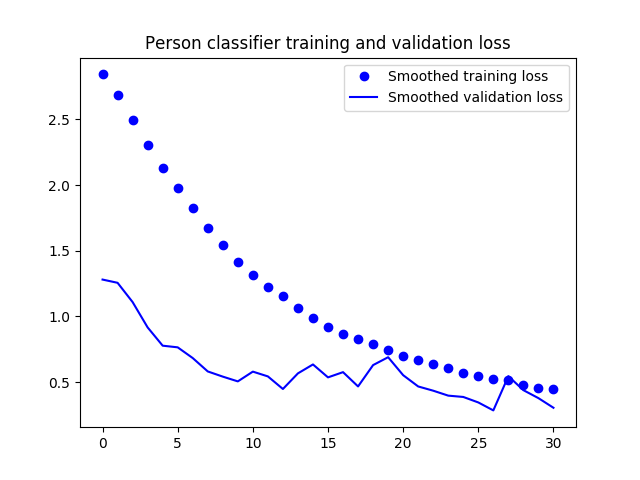 Person classifier training and validation loss
Smoothed training loss
Smoothed validation loss
2.5
2.0
1.5
1.0
0.5
0 5 10 15 20 25 30